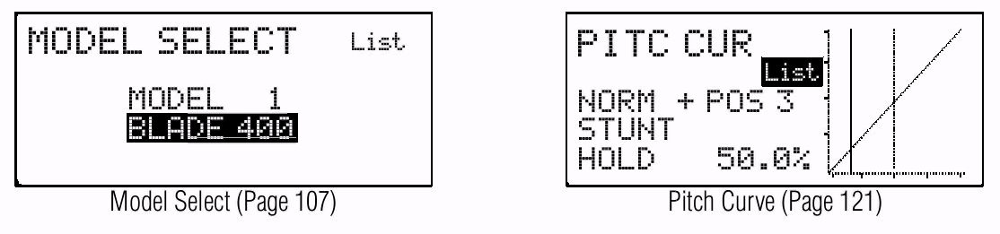 MODEL SELECT List
MODEL 1
BLADE 400
Model Select (Page 107)
PITC CUR
List
NORM + POS 3
STUNT
HOLD 50.0%
Pitch Curve (Page 121)